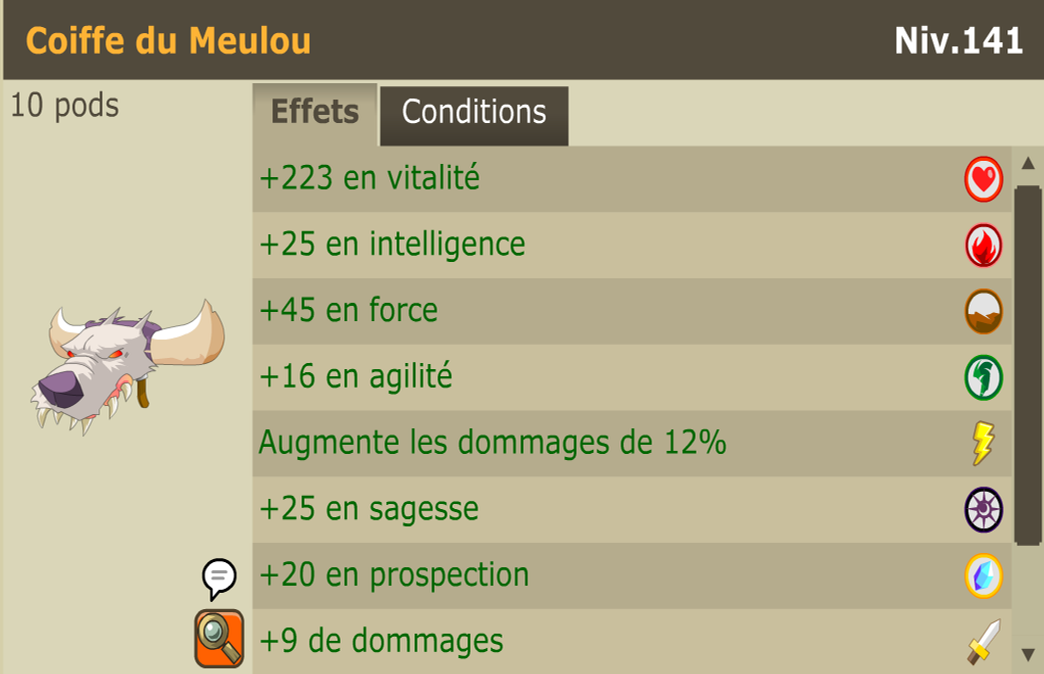 Coiffe du Meulou
Niv.141
10 pods
Effets
Conditions
+223 en vitalité
+25 en intelligence
+45 en force
+16 en agilité
Augmente les dommages de 12%
+25 en sagesse
+20 en prospection
+9 de dommages